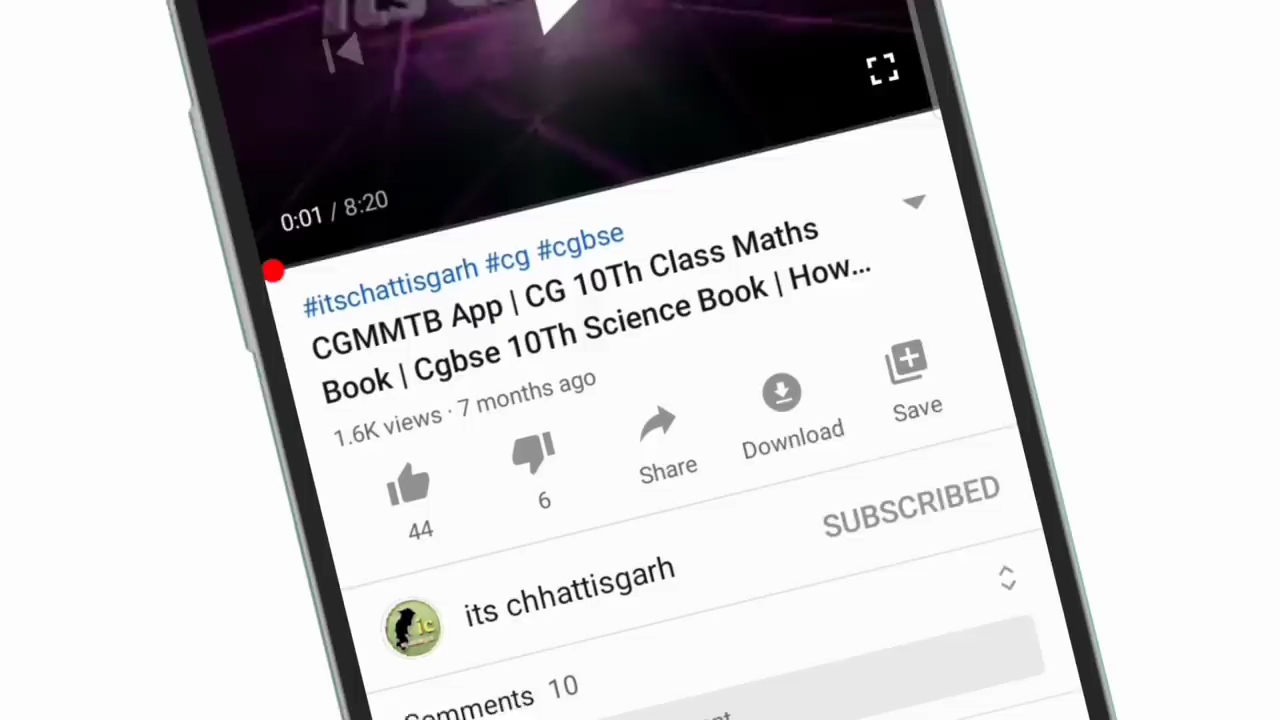 0:01 / 8:20
#itschattisgarh #cg #cgbse
CGMMTB App | CG 10Th Class Maths
Book | Cgbse 10Th Science Book | How...
1.6K views · 7 months ago
44
6
Share
Download
Save
its chhattisgarh
SUBSCRIBED
ic
Comments 10